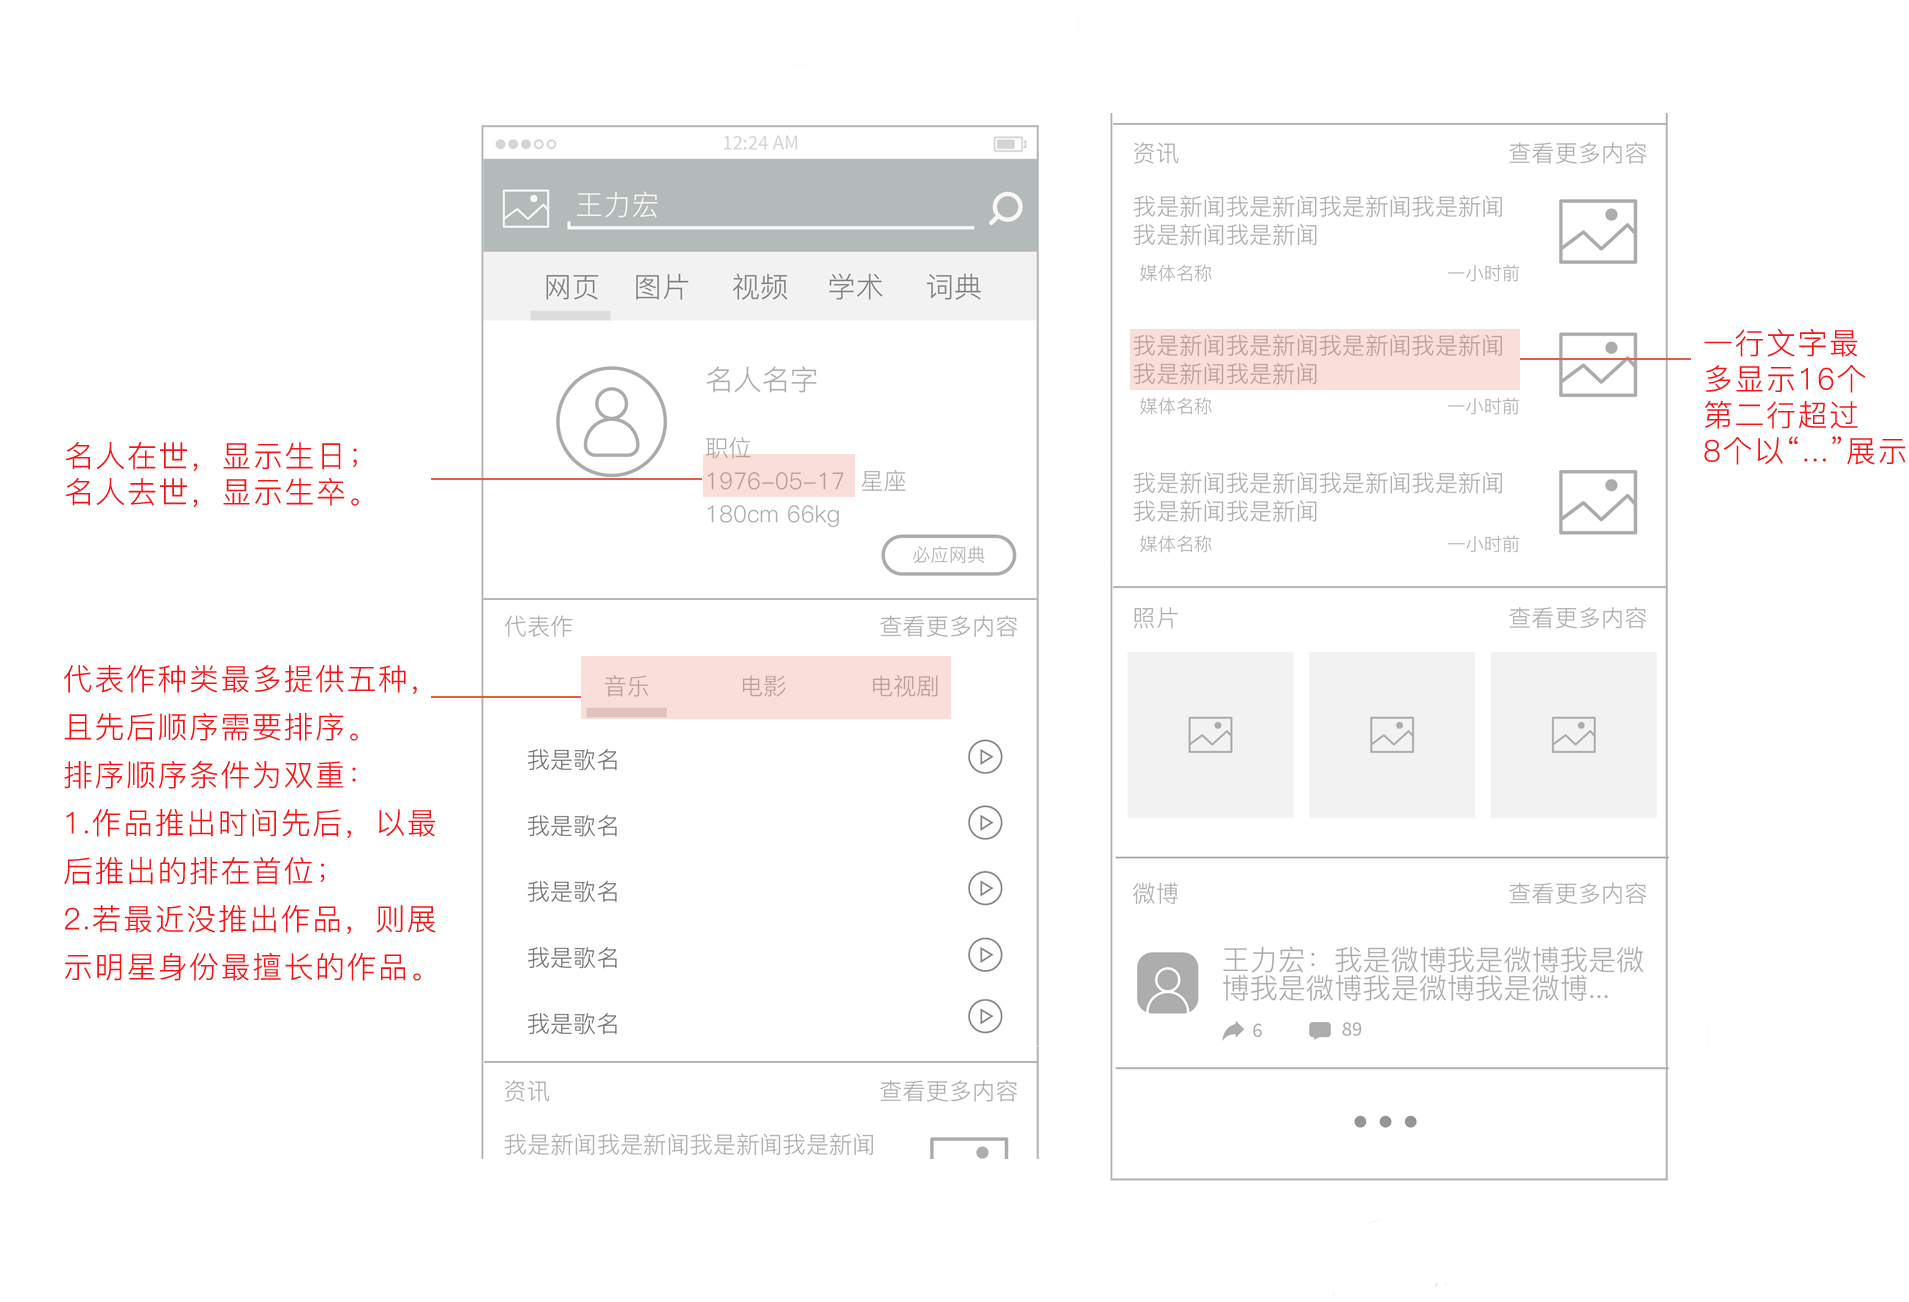 12:24 AM
王力宏
网页 图片 视频 学术 词典
名人名字
职位
1976-05-17 星座
180cm 66kg
必应网典
代表作 查看更多内容
音乐 电影 电视剧
我是歌名
我是歌名
我是歌名
我是歌名
我是歌名
资讯 查看更多内容
我是新闻我是新闻我是新闻我是新闻
名人在世，显示生日；
名人去世，显示生卒。
代表作种类最多提供五种，
且先后顺序需要排序。
排序顺序条件为双重：
1.作品推出时间先后，以最
后推出的排在首位；
2.若最近没推出作品，则展
示明星身份最擅长的作品。
资讯 查看更多内容
我是新闻我是新闻我是新闻我是新闻
我是新闻我是新闻
媒体名称 一小时前
我是新闻我是新闻我是新闻我是新闻
我是新闻我是新闻
媒体名称 一小时前
我是新闻我是新闻我是新闻我是新闻
我是新闻我是新闻
媒体名称 一小时前
照片 查看更多内容
微博 查看更多内容
王力宏：我是微博我是微博我是微
博我是微博我是微博我是微博...
6 89
一行文字最
多显示16个
第二行超过
8个以“...”展示